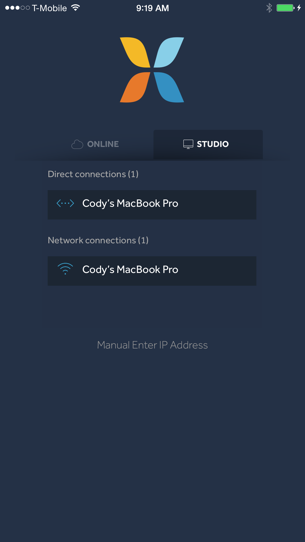 T-Mobile 9:19 AM
ONLINE STUDIO
Direct connections (1)
Cody's MacBook Pro
Network connections (1)
Cody's MacBook Pro
Manual Enter IP Address